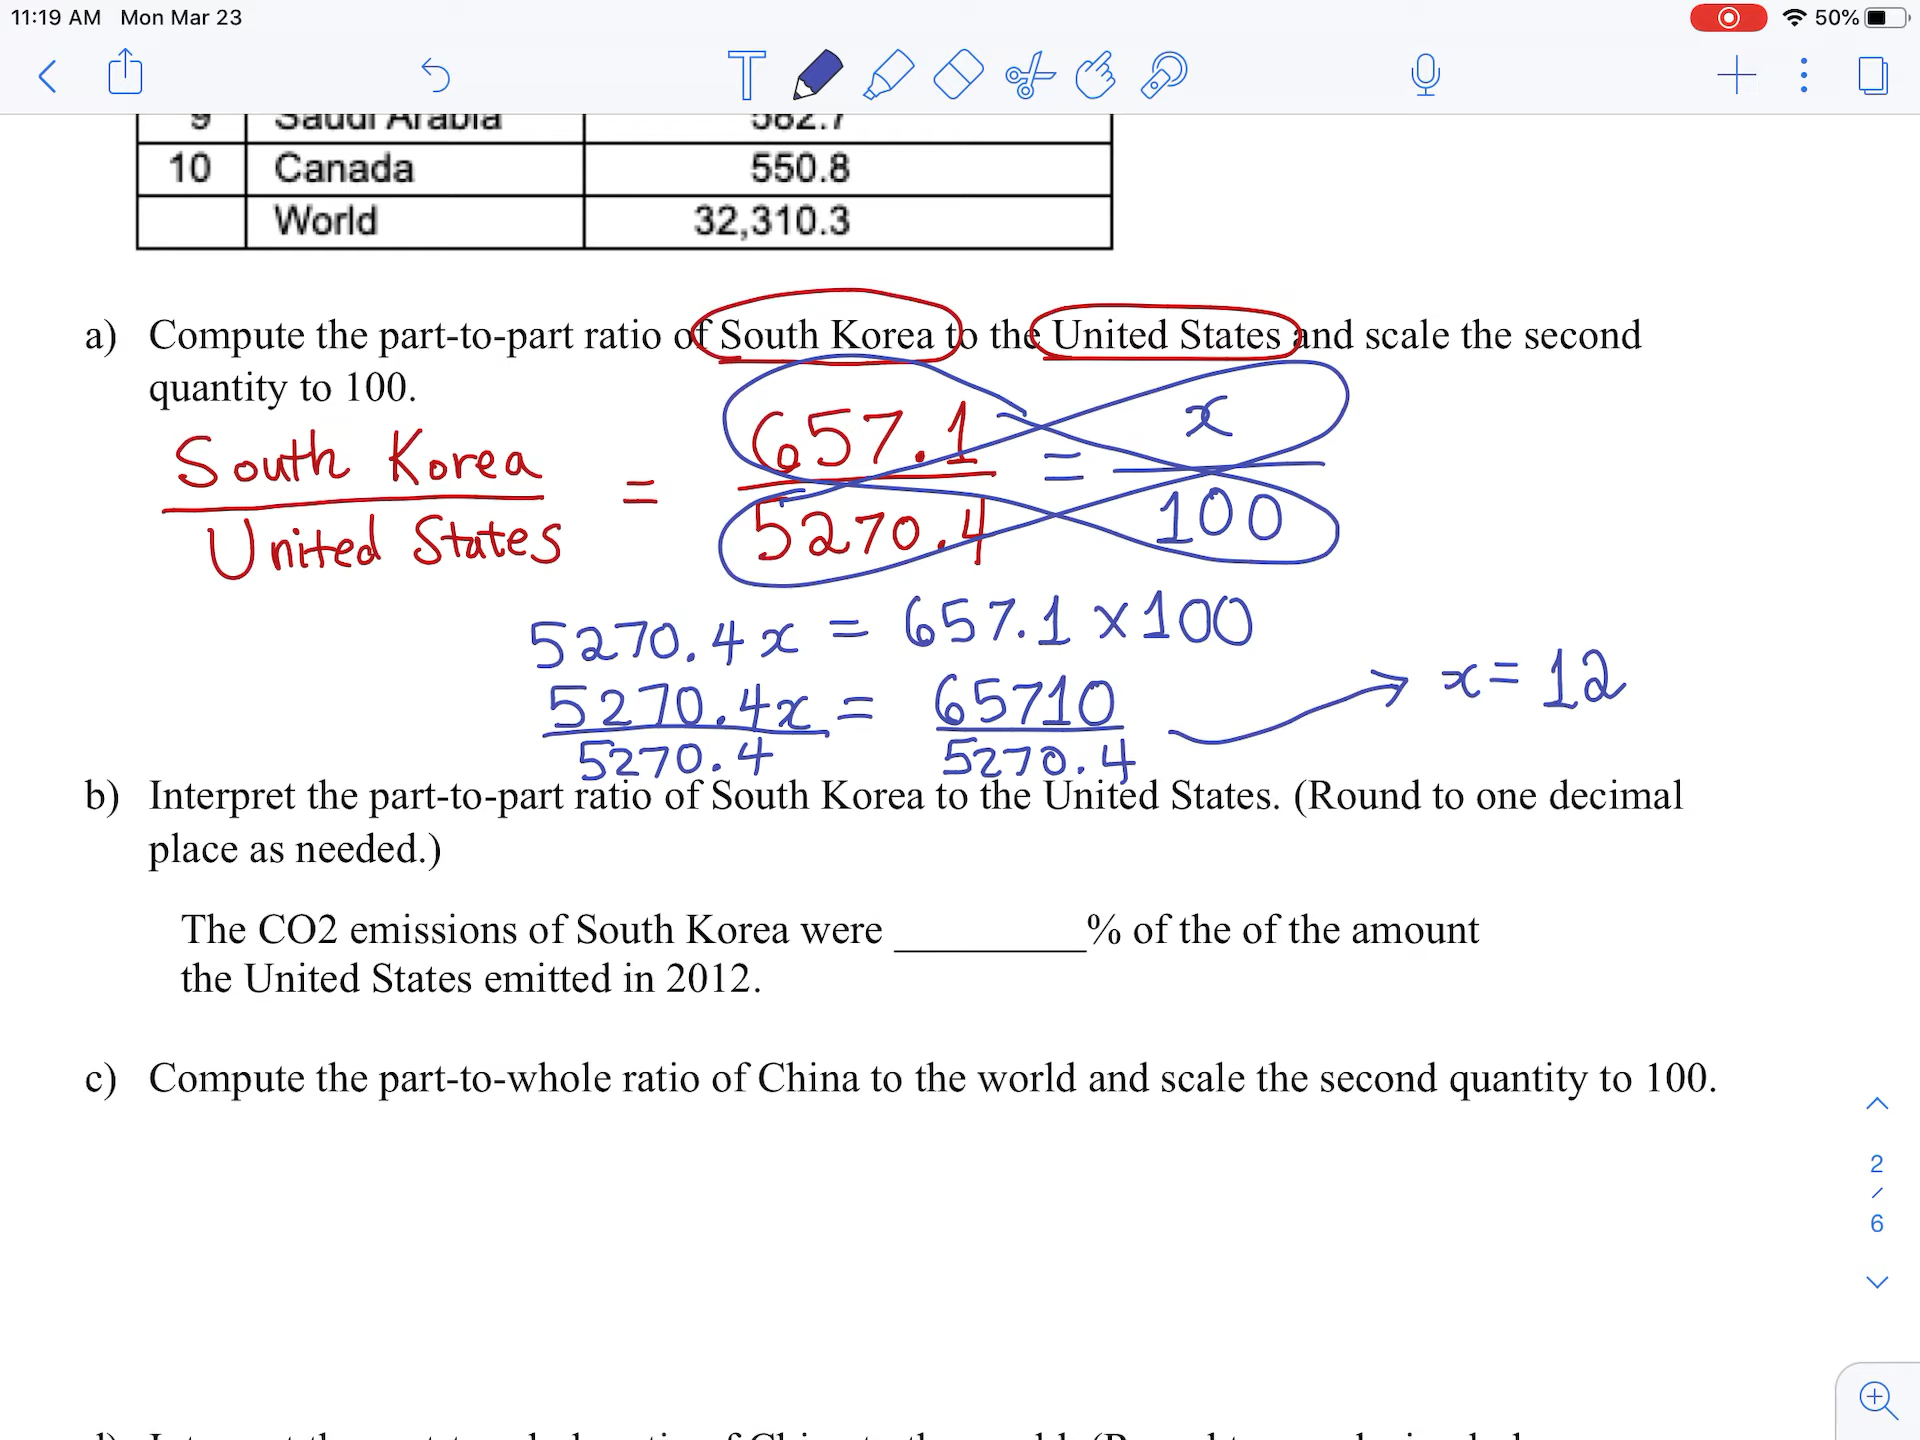 11:19 AM Mon Mar 23
50%
T
9 Saudi Arabia 582.7
10 Canada 550.8
World 32,310.3
a) Compute the part-to-part ratio of South Korea to the United States and scale the second
quantity to 100.
South Korea / United States = 657.1 / 5270.4 = x / 100
5270.4x = 657.1 x 100
5270.4x / 5270.4 = 65710 / 5270.4 → x = 12
b) Interpret the part-to-part ratio of South Korea to the United States. (Round to one decimal
place as needed.)
The CO2 emissions of South Korea were _________% of the of the amount
the United States emitted in 2012.
c) Compute the part-to-whole ratio of China to the world and scale the second quantity to 100.
2
/
6